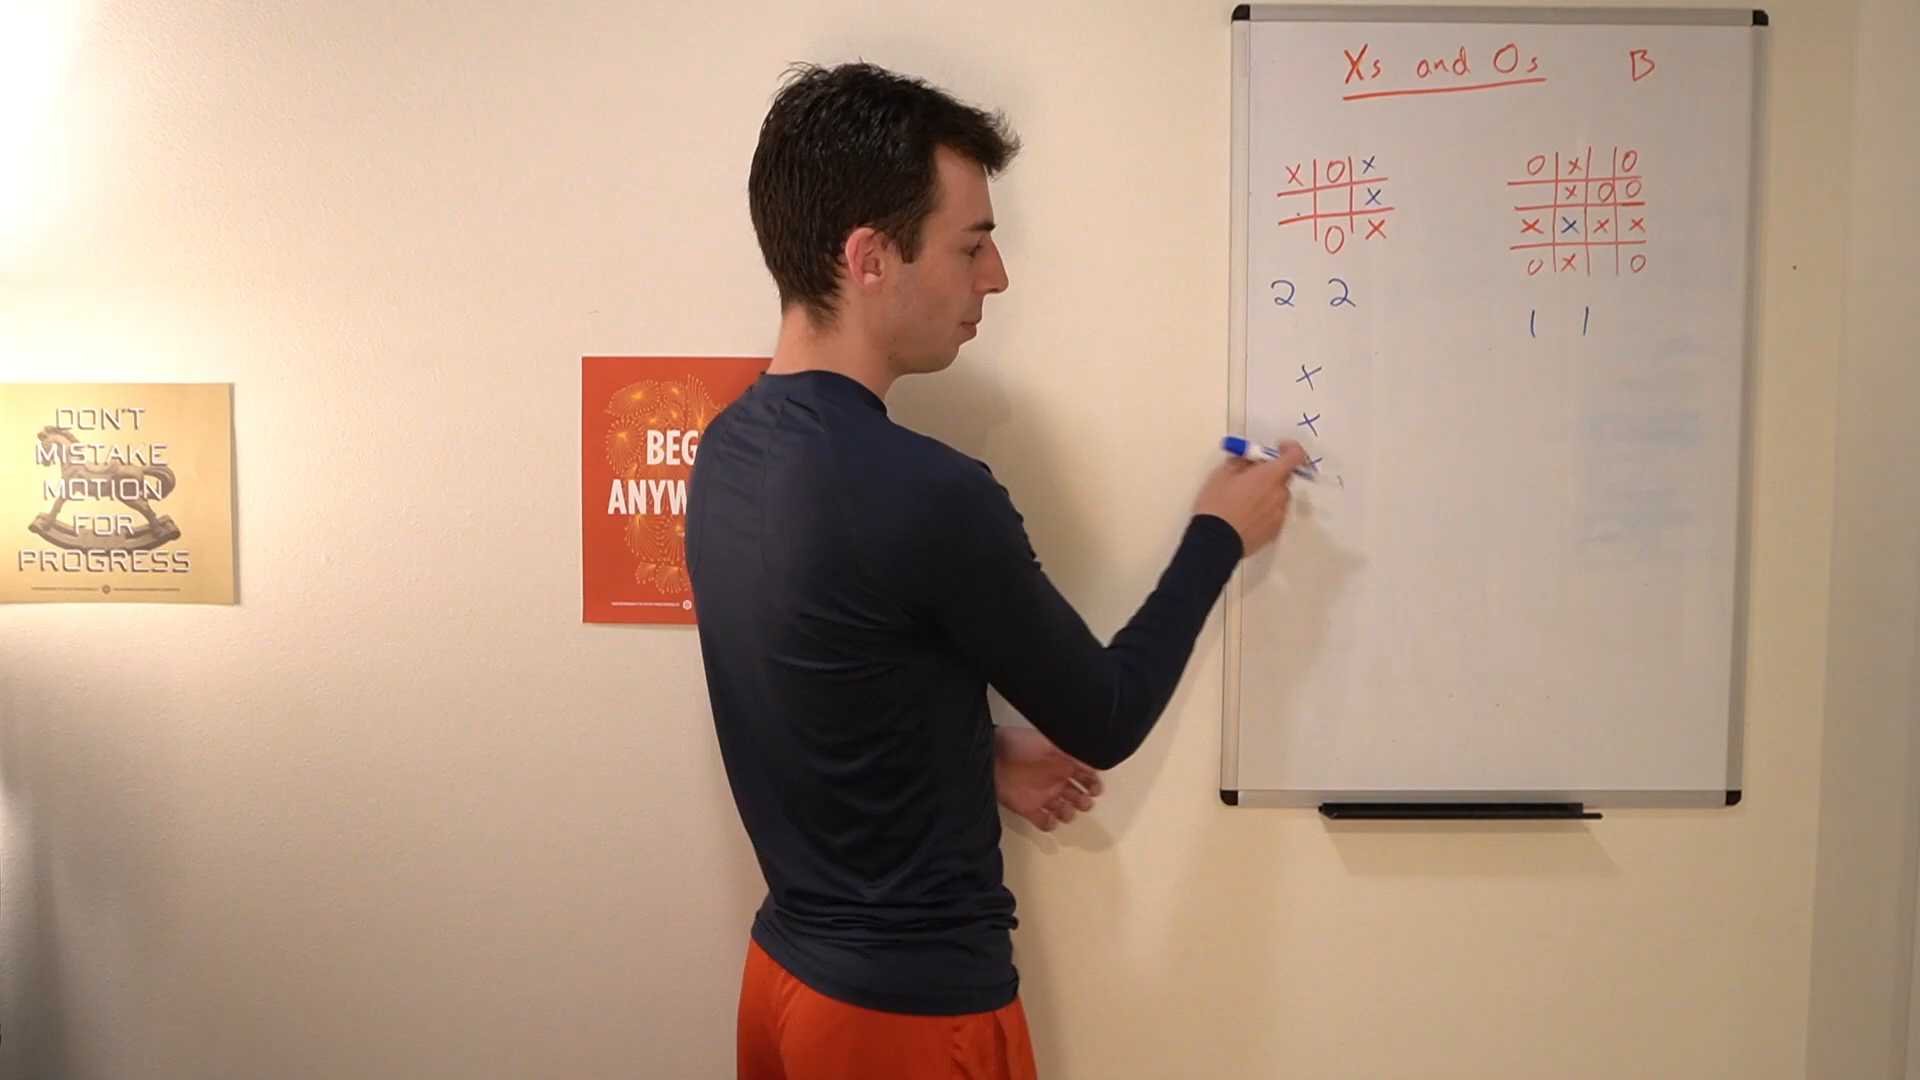 DON'T
MISTAKE
MOTION
FOR
PROGRESS
BEG
ANYW
Xs and Os B
X O X
X
O X
2 2
O X O
X O O
X X X X
O X O
1 1
X
X
X